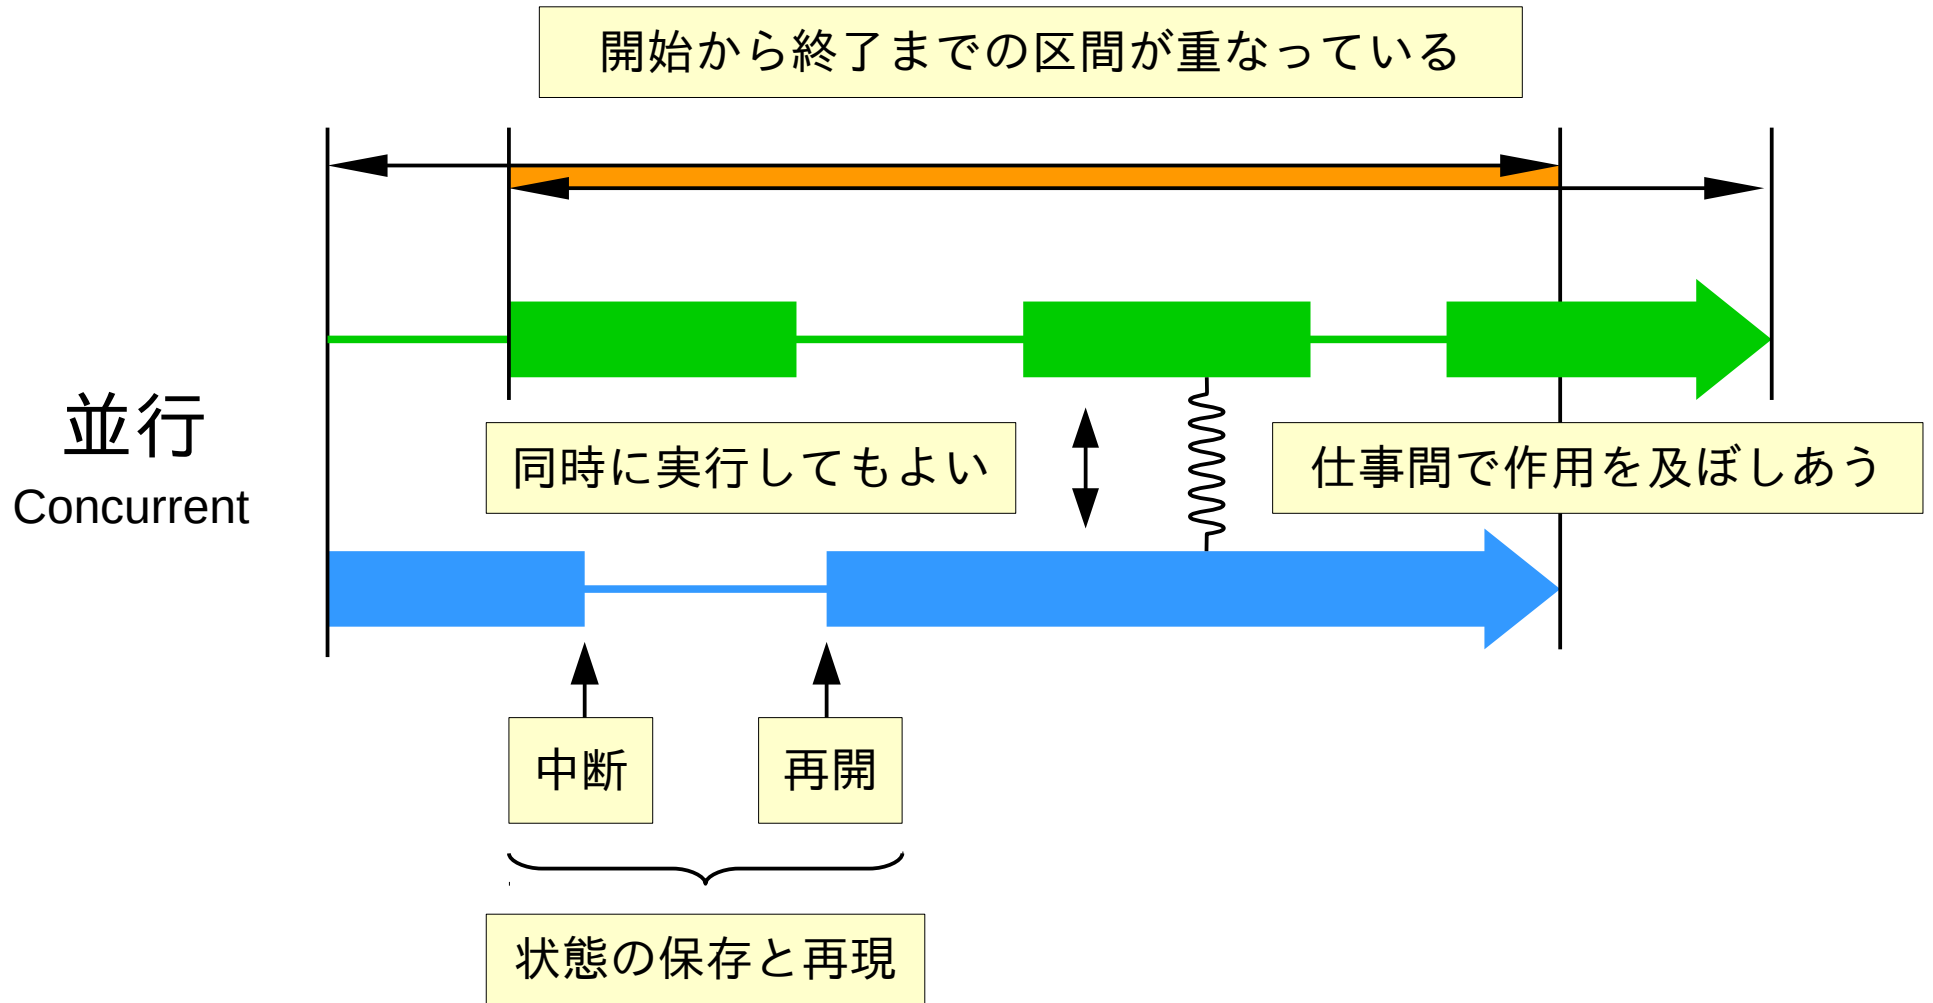 開始から終了までの区間が重なっている
並行
Concurrent
同時に実行してもよい
仕事間で作用を及ぼしあう
中断
再開
状態の保存と再現